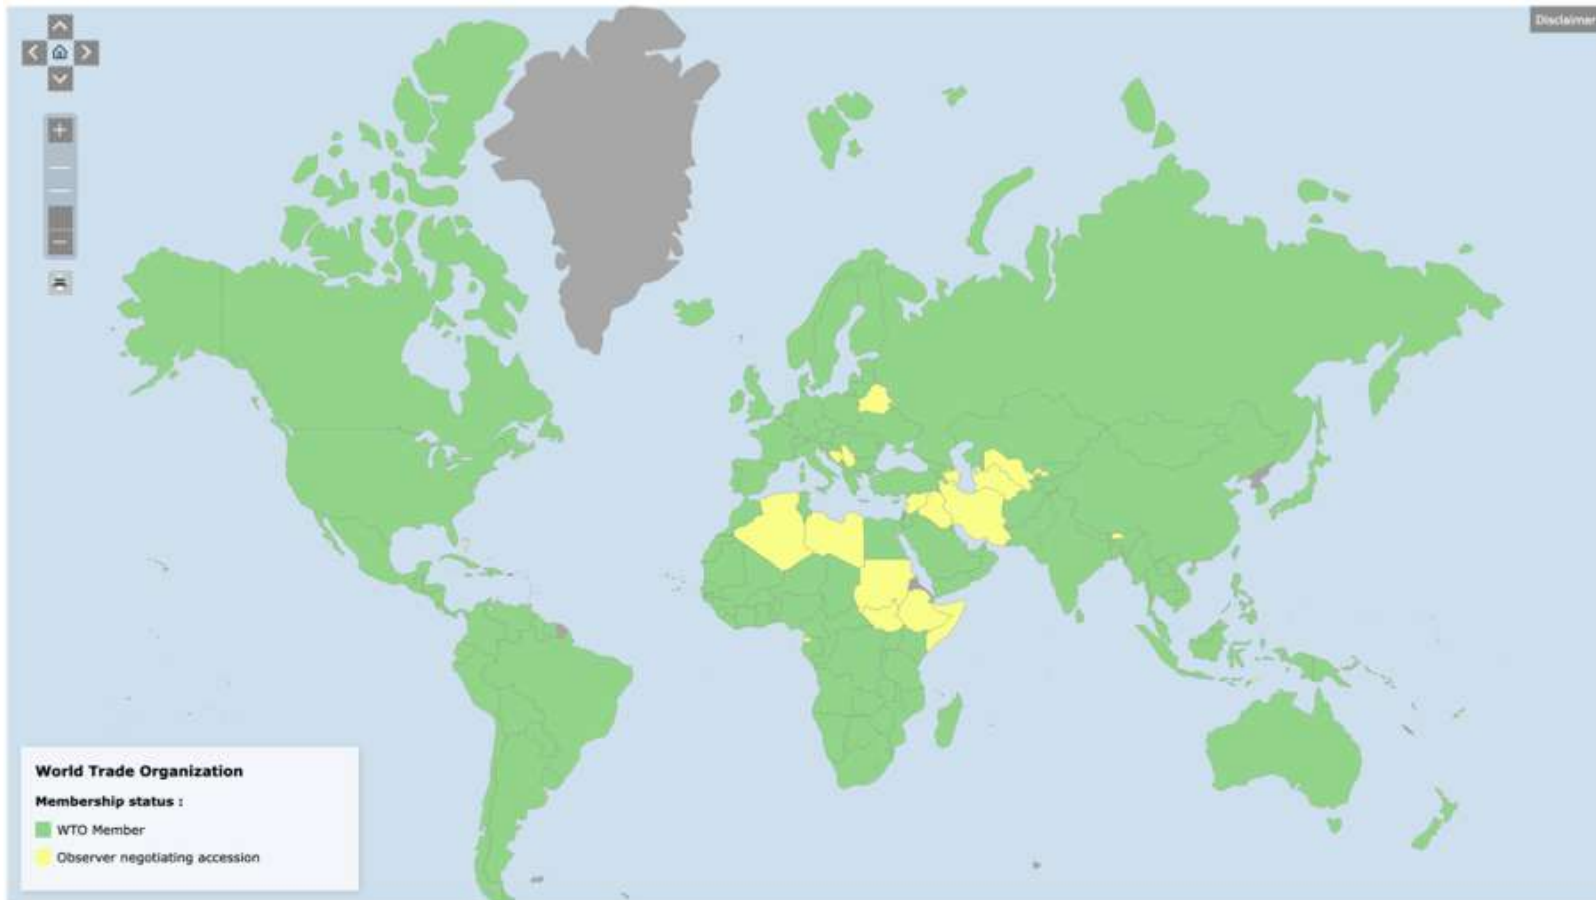 Disclaimer
World Trade Organization
Membership status :
WTO Member
Observer negotiating accession